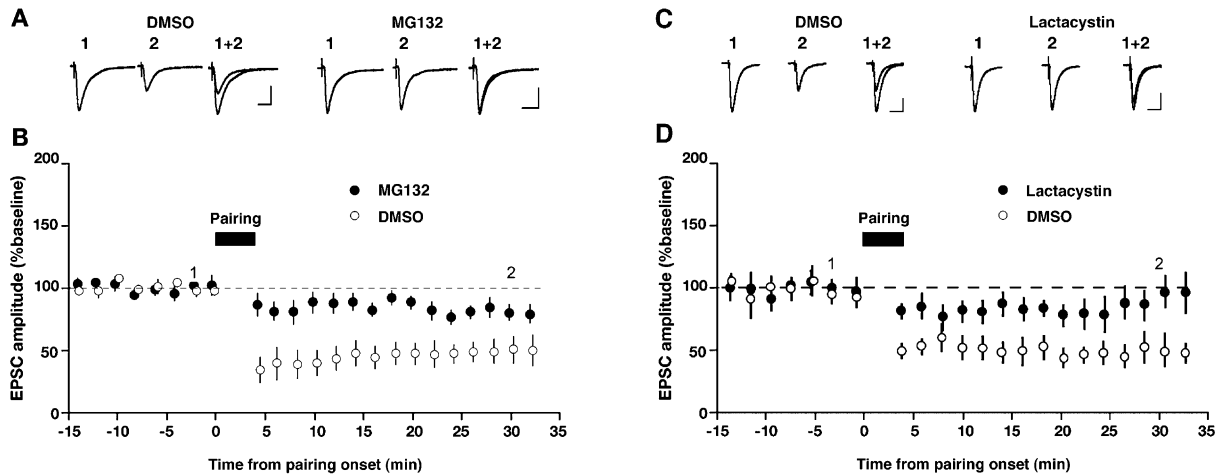 A
DMSO
MG132
1 2 1+2 1 2 1+2
B
200
150
100
50
0
EPSC amplitude (%baseline)
MG132
DMSO
Pairing
1
2
-15 -10 -5 0 5 10 15 20 25 30 35
Time from pairing onset (min)
C
DMSO
Lactacystin
1 2 1+2 1 2 1+2
D
200
150
100
50
0
EPSC amplitude (%baseline)
Lactacystin
DMSO
Pairing
1
2
-15 -10 -5 0 5 10 15 20 25 30 35
Time from pairing onset (min)